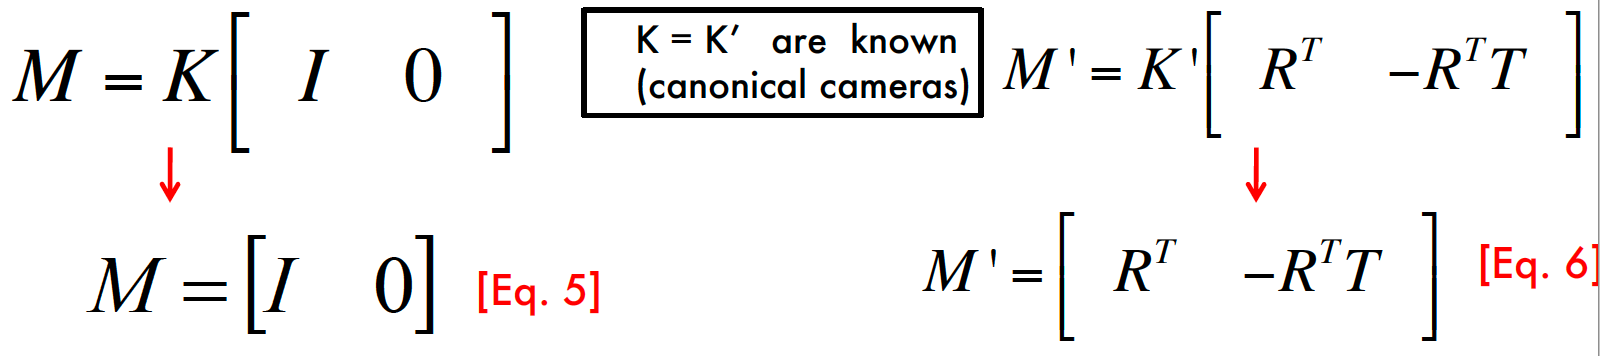 M = K [ I 0 ]
K = K′ are known
(canonical cameras)
M ' = K ' [ R^T −R^T T ]
M = [ I 0 ] [Eq. 5]
M ' = [ R^T −R^T T ] [Eq. 6]